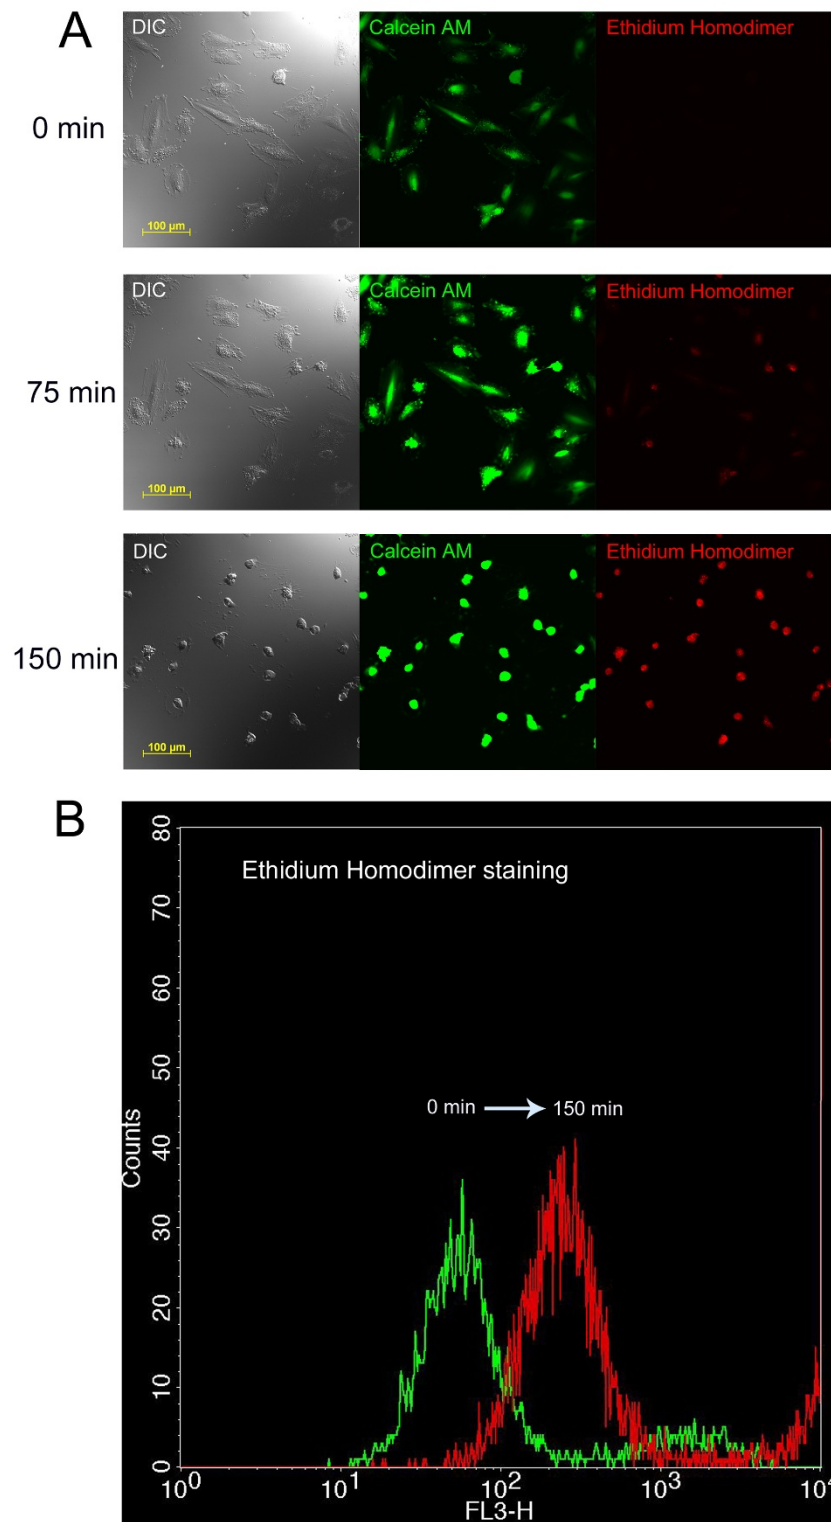 A
DIC
Calcein AM
Ethidium Homodimer
0 min
100 µm
DIC
Calcein AM
Ethidium Homodimer
75 min
100 µm
DIC
Calcein AM
Ethidium Homodimer
150 min
100 µm
B
Ethidium Homodimer staining
0 min 150 min
Counts
80
70
60
50
40
30
20
10
0
10⁰ 10¹ 10² 10³ 10⁴
FL3-H